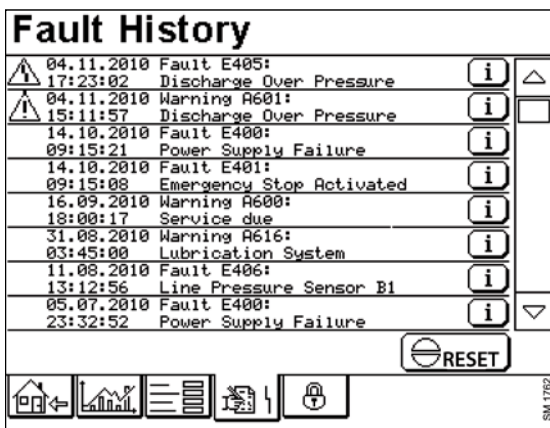 Fault History
04.11.2010 Fault E405:
17:23:02 Discharge Over Pressure
i
04.11.2010 Warning A601:
15:11:57 Discharge Over Pressure
i
14.10.2010 Fault E400:
09:15:21 Power Supply Failure
i
14.10.2010 Fault E401:
09:15:08 Emergency Stop Activated
i
16.09.2010 Warning A600:
18:00:17 Service due
i
31.08.2010 Warning A616:
03:45:00 Lubrication System
i
11.08.2010 Fault E406:
13:12:56 Line Pressure Sensor B1
i
05.07.2010 Fault E400:
23:32:52 Power Supply Failure
i
RESET
SM 1762